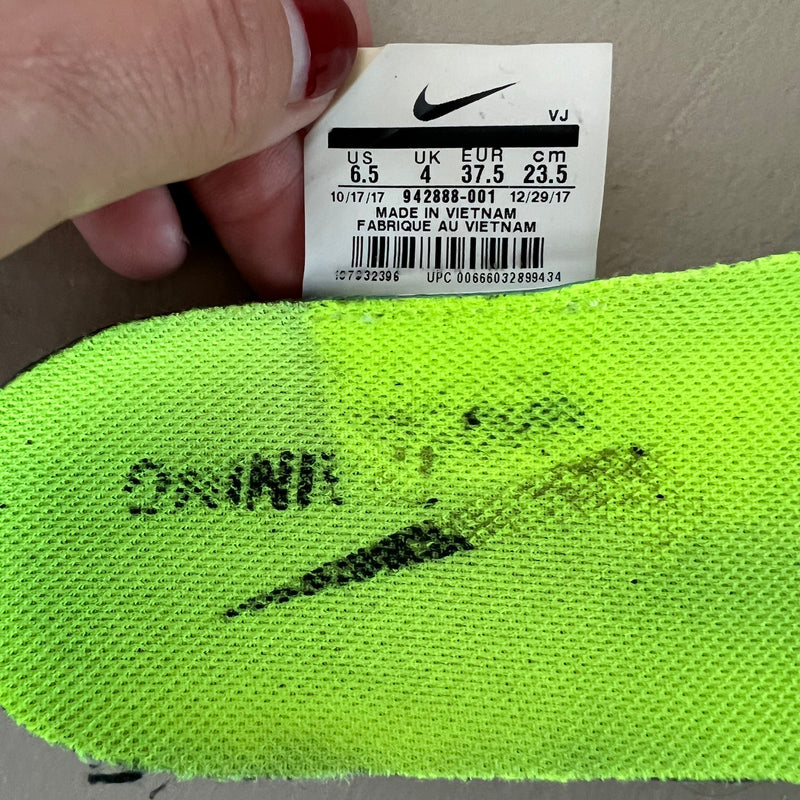 VJ
US UK EUR cm
6.5 4 37.5 23.5
10/17/17 942888-001 12/29/17
MADE IN VIETNAM
FABRIQUE AU VIETNAM
UPC 00666032899434